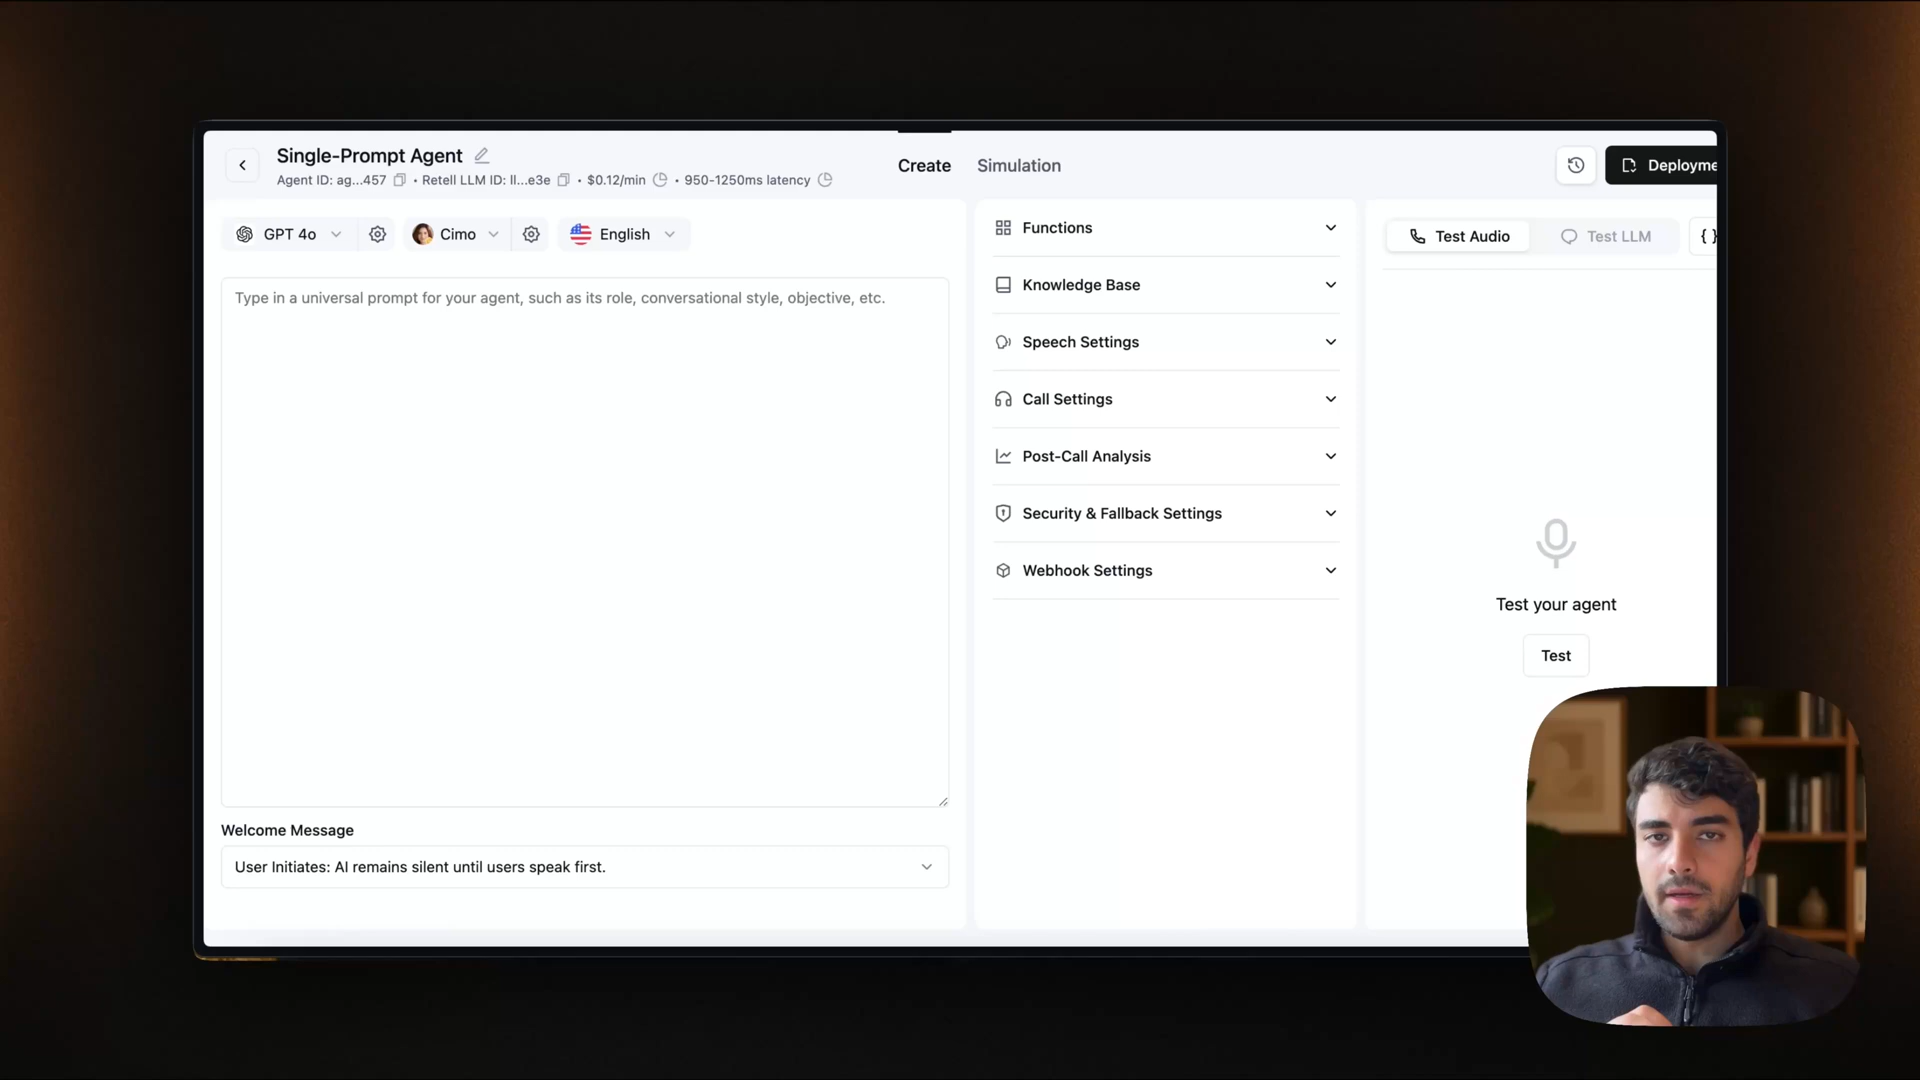 Single-Prompt Agent
Agent ID: ag...457 • Retell LLM ID: ll...e3e • $0.12/min • 950-1250ms latency
Create
Simulation
Deployme
GPT 4o
Cimo
English
Type in a universal prompt for your agent, such as its role, conversational style, objective, etc.
Welcome Message
User Initiates: AI remains silent until users speak first.
Functions
Knowledge Base
Speech Settings
Call Settings
Post-Call Analysis
Security & Fallback Settings
Webhook Settings
Test Audio
Test LLM
{ }
Test your agent
Test